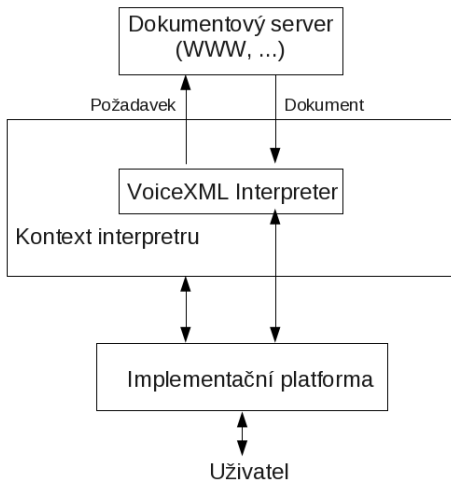 Dokumentový server
(WWW, ...)
Požadavek
Dokument
VoiceXML Interpreter
Kontext interpretru
Implementační platforma
Uživatel